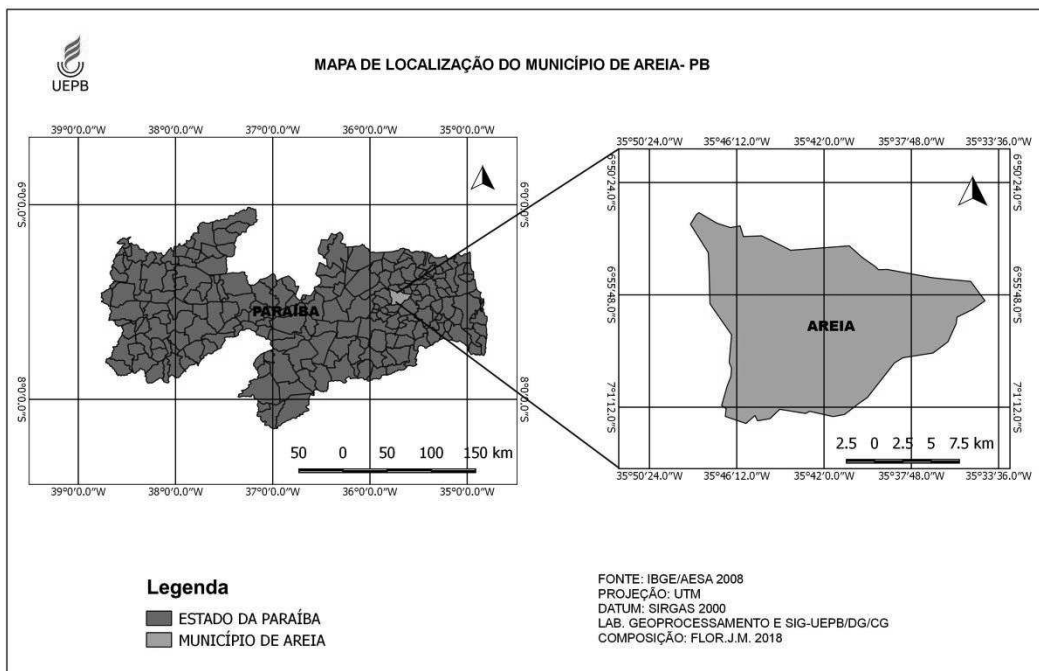 UEPB
MAPA DE LOCALIZAÇÃO DO MUNICÍPIO DE AREIA- PB
39°0'0.0"W 38°0'0.0"W 37°0'0.0"W 36°0'0.0"W 35°0'0.0"W
6°0'0.0"S 6°0'0.0"S
PARAÍBA
8°0'0.0"S 8°0'0.0"S
50 0 50 100 150 km
39°0'0.0"W 38°0'0.0"W 37°0'0.0"W 36°0'0.0"W 35°0'0.0"W
35°50'24.0"W 35°46'12.0"W 35°42'0.0"W 35°37'48.0"W 35°33'36.0"W
6°50'24.0"S 6°50'24.0"S
6°55'48.0"S 6°55'48.0"S
AREIA
7°1'12.0"S 7°1'12.0"S
2.5 0 2.5 5 7.5 km
35°50'24.0"W 35°46'12.0"W 35°42'0.0"W 35°37'48.0"W 35°33'36.0"W
Legenda
ESTADO DA PARAÍBA
MUNICÍPIO DE AREIA
FONTE: IBGE/AESA 2008
PROJEÇÃO: UTM
DATUM: SIRGAS 2000
LAB. GEOPROCESSAMENTO E SIG-UEPB/DG/CG
COMPOSIÇÃO: FLOR.J.M. 2018